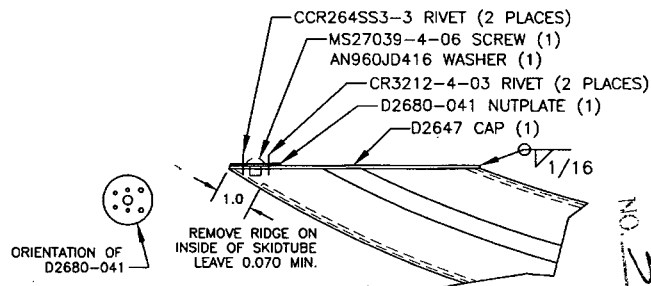 CCR264SS3-3 RIVET (2 PLACES)
MS27039-4-06 SCREW (1)
AN960JD416 WASHER (1)
CR3212-4-03 RIVET (2 PLACES)
D2680-041 NUTPLATE (1)
D2647 CAP (1)
1/16
1.0
REMOVE RIDGE ON
INSIDE OF SKIDTUBE
LEAVE 0.070 MIN.
ORIENTATION OF
D2680-041
NO. 2